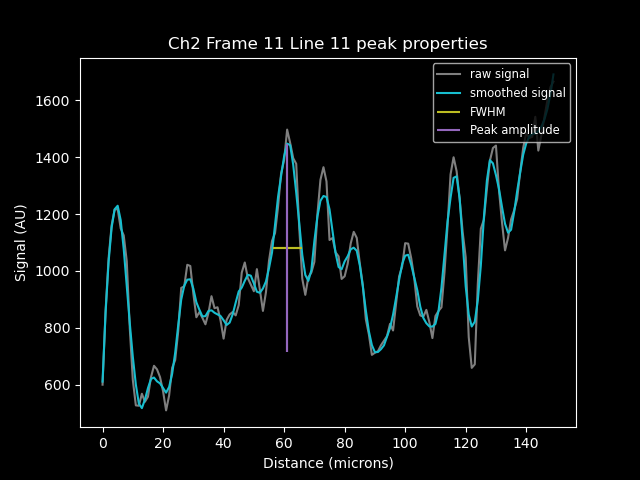 Ch2 Frame 11 Line 11 peak properties
raw signal
smoothed signal
FWHM
Peak amplitude
Signal (AU)
1600
1400
1200
1000
800
600
0 20 40 60 80 100 120 140
Distance (microns)